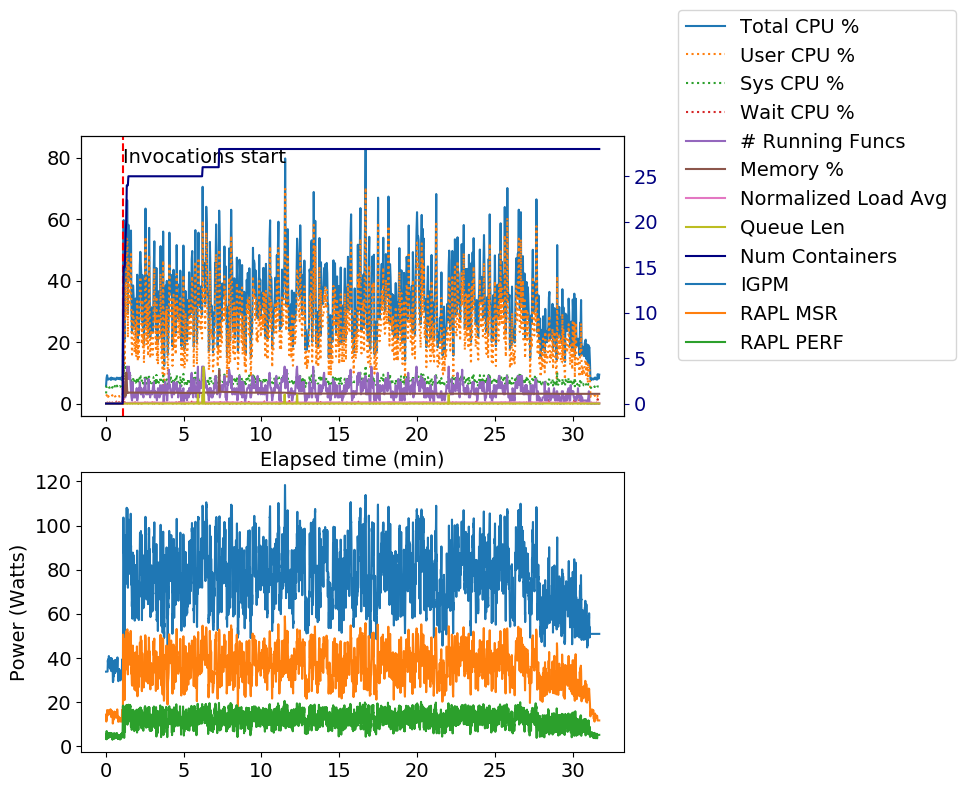 Total CPU %
User CPU %
Sys CPU %
Wait CPU %
# Running Funcs
Memory %
Normalized Load Avg
Queue Len
Num Containers
IGPM
RAPL MSR
RAPL PERF
Invocations start
80
60
40
20
0
25
20
15
10
5
0
0 5 10 15 20 25 30
Elapsed time (min)
Power (Watts)
120
100
80
60
40
20
0
0 5 10 15 20 25 30